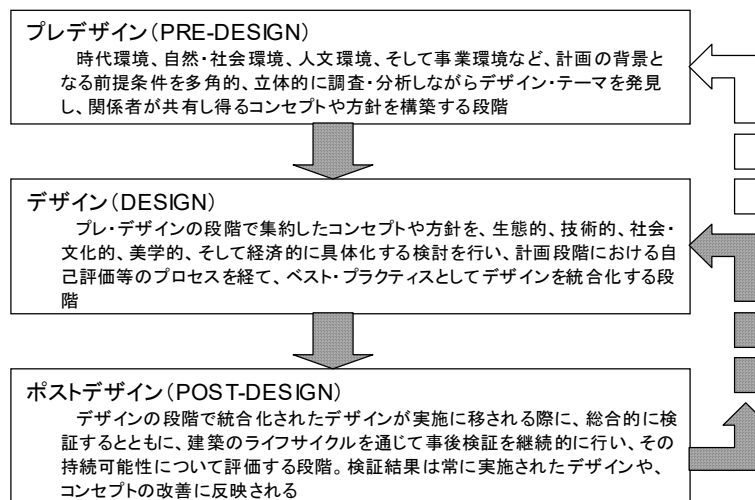 プレデザイン(PRE-DESIGN)
時代環境、自然・社会環境、人文環境、そして事業環境など、計画の背景と
なる前提条件を多角的、立体的に調査・分析しながらデザイン・テーマを発見
し、関係者が共有し得るコンセプトや方針を構築する段階
デザイン(DESIGN)
プレ・デザインの段階で集約したコンセプトや方針を、生態的、技術的、社会・
文化的、美学的、そして経済的に具体化する検討を行い、計画段階における自
己評価等のプロセスを経て、ベスト・プラクティスとしてデザインを統合化する段
階
ポストデザイン(POST-DESIGN)
デザインの段階で統合化されたデザインが実施に移される際に、総合的に検
証するとともに、建築のライフサイクルを通じて事後検証を継続的に行い、その
持続可能性について評価する段階。検証結果は常に実施されたデザインや、
コンセプトの改善に反映される